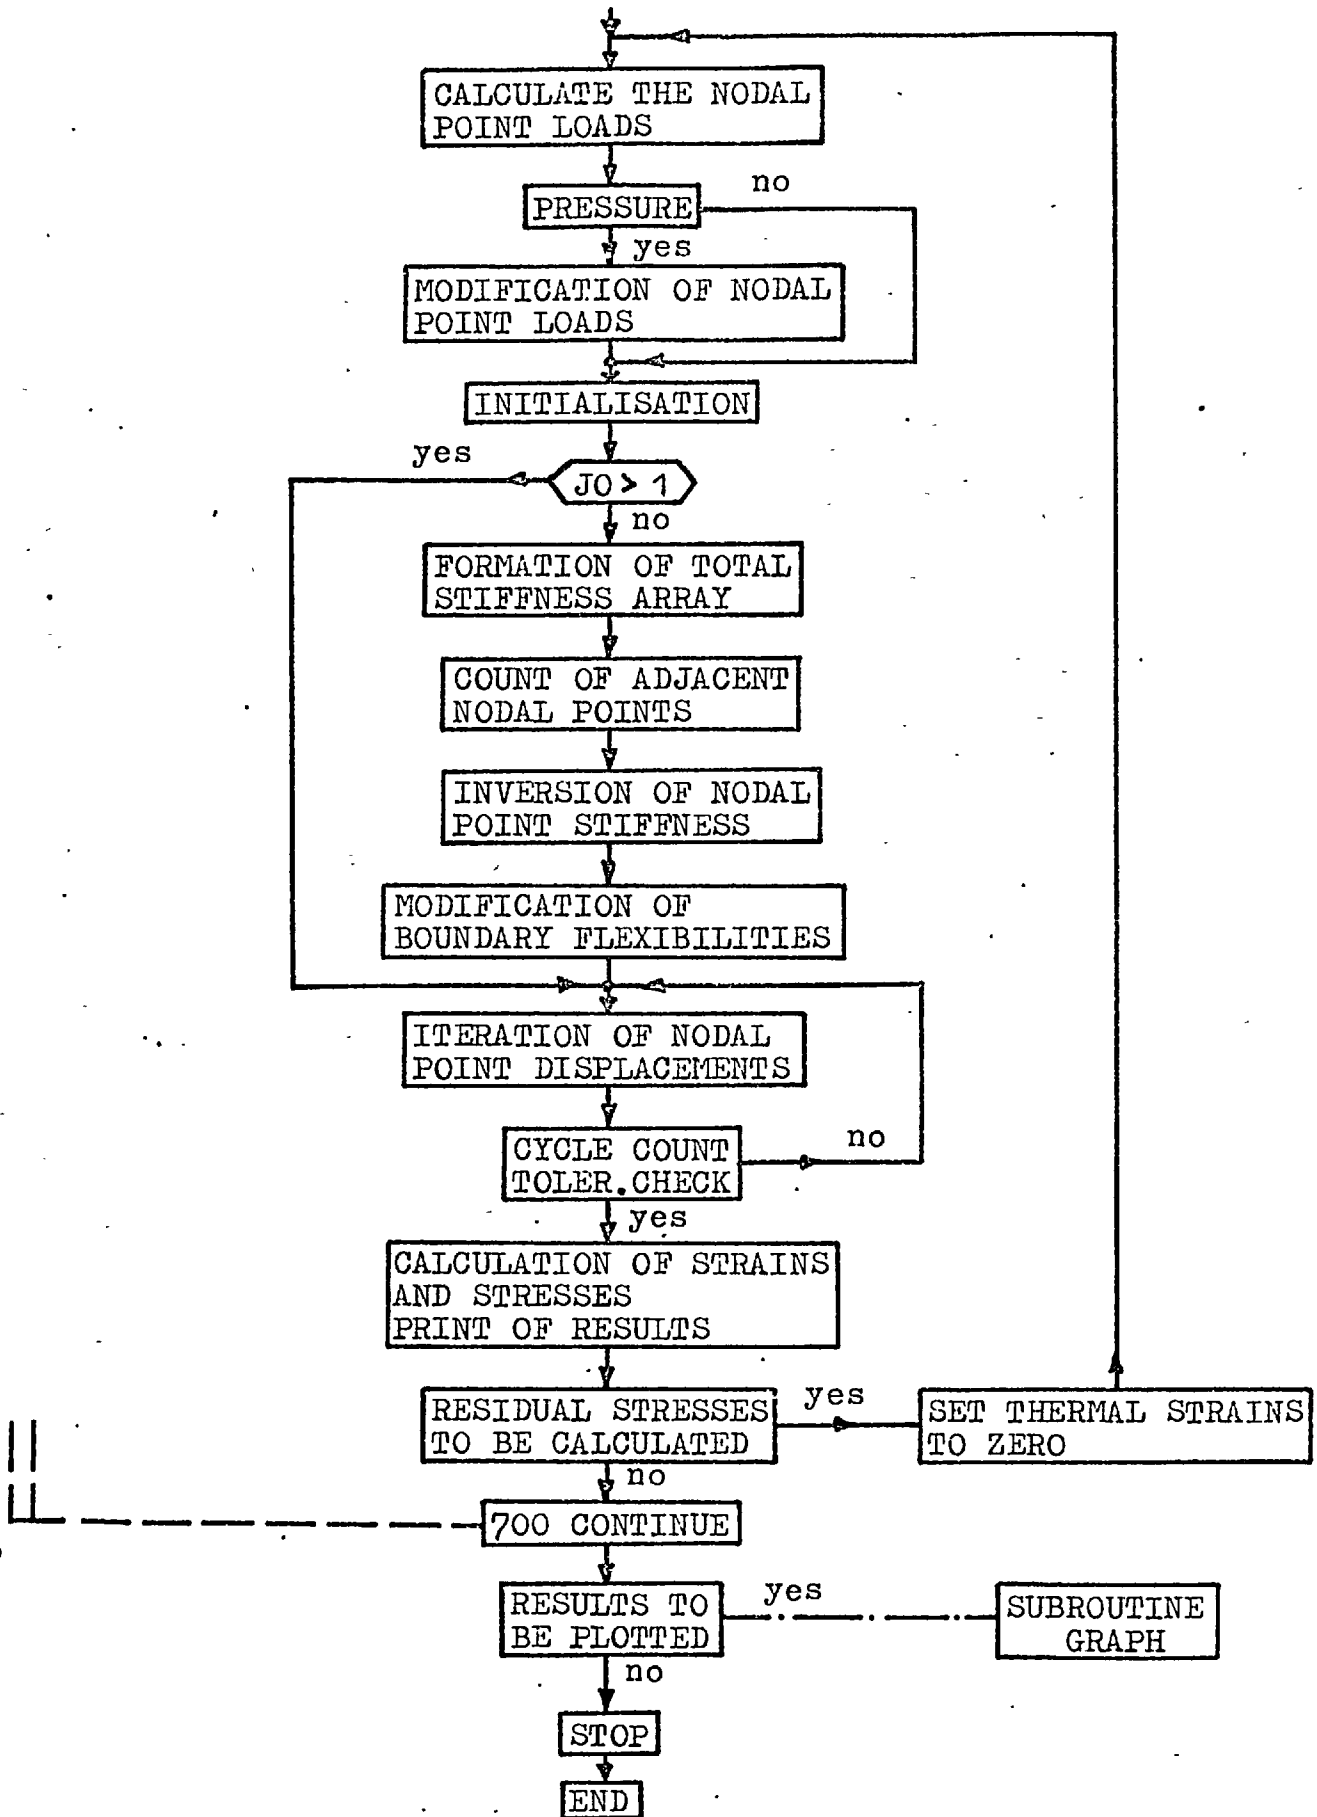 CALCULATE THE NODAL
POINT LOADS
no
PRESSURE
yes
MODIFICATION OF NODAL
POINT LOADS
INITIALISATION
yes
JO > 1
no
FORMATION OF TOTAL
STIFFNESS ARRAY
COUNT OF ADJACENT
NODAL POINTS
INVERSION OF NODAL
POINT STIFFNESS
MODIFICATION OF
BOUNDARY FLEXIBILITIES
ITERATION OF NODAL
POINT DISPLACEMENTS
CYCLE COUNT
TOLER.CHECK
no
yes
CALCULATION OF STRAINS
AND STRESSES
PRINT OF RESULTS
RESIDUAL STRESSES
TO BE CALCULATED
yes
SET THERMAL STRAINS
TO ZERO
no
700 CONTINUE
RESULTS TO
BE PLOTTED
yes
SUBROUTINE
GRAPH
no
STOP
END